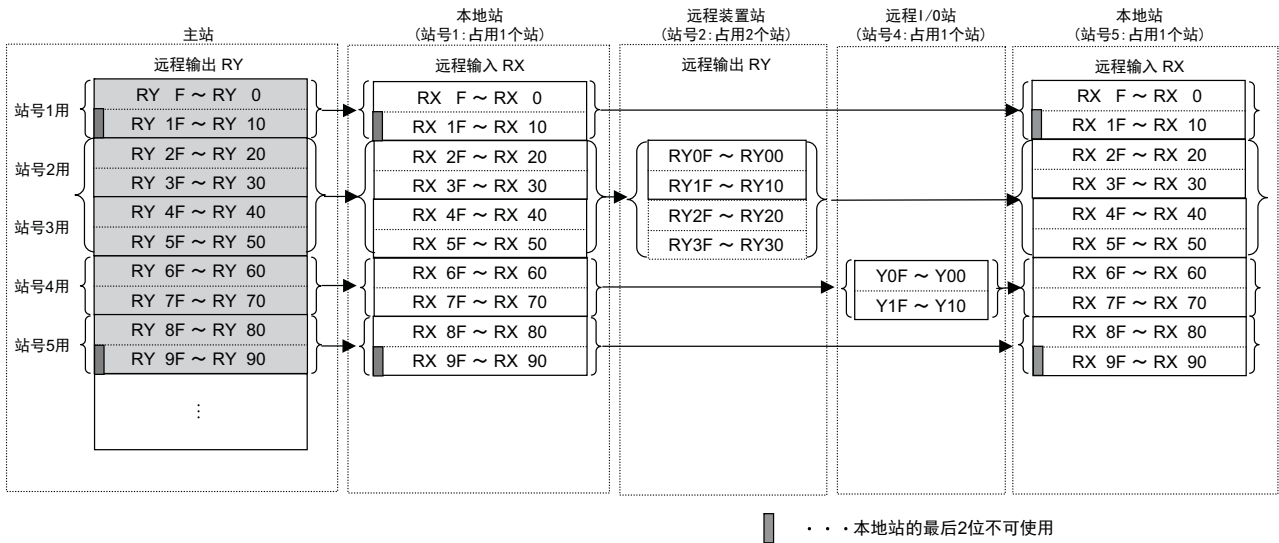 主站
本地站
(站号1:占用1个站)
远程装置站
(站号2:占用2个站)
远程I/O站
(站号4:占用1个站)
本地站
(站号5:占用1个站)
远程输出 RY
远程输入 RX
远程输出 RY
远程输入 RX
站号1用
站号2用
站号3用
站号4用
站号5用
RY F ~ RY 0
RY 1F ~ RY 10
RY 2F ~ RY 20
RY 3F ~ RY 30
RY 4F ~ RY 40
RY 5F ~ RY 50
RY 6F ~ RY 60
RY 7F ~ RY 70
RY 8F ~ RY 80
RY 9F ~ RY 90
⋮
RX F ~ RX 0
RX 1F ~ RX 10
RX 2F ~ RX 20
RX 3F ~ RX 30
RX 4F ~ RX 40
RX 5F ~ RX 50
RX 6F ~ RX 60
RX 7F ~ RX 70
RX 8F ~ RX 80
RX 9F ~ RX 90
RY0F ~ RY00
RY1F ~ RY10
RY2F ~ RY20
RY3F ~ RY30
Y0F ~ Y00
Y1F ~ Y10
RX F ~ RX 0
RX 1F ~ RX 10
RX 2F ~ RX 20
RX 3F ~ RX 30
RX 4F ~ RX 40
RX 5F ~ RX 50
RX 6F ~ RX 60
RX 7F ~ RX 70
RX 8F ~ RX 80
RX 9F ~ RX 90
・・・本地站的最后2位不可使用